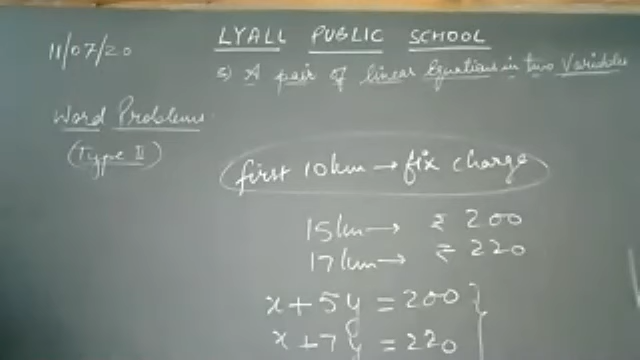 LYALL PUBLIC SCHOOL
11/07/20
3) A pair of linear Equations in two Variables
Word Problems
(Type II)
first 10km → fix charge
15km → ₹ 200
17km → ₹ 220
x + 5y = 200
x + 7y = 220